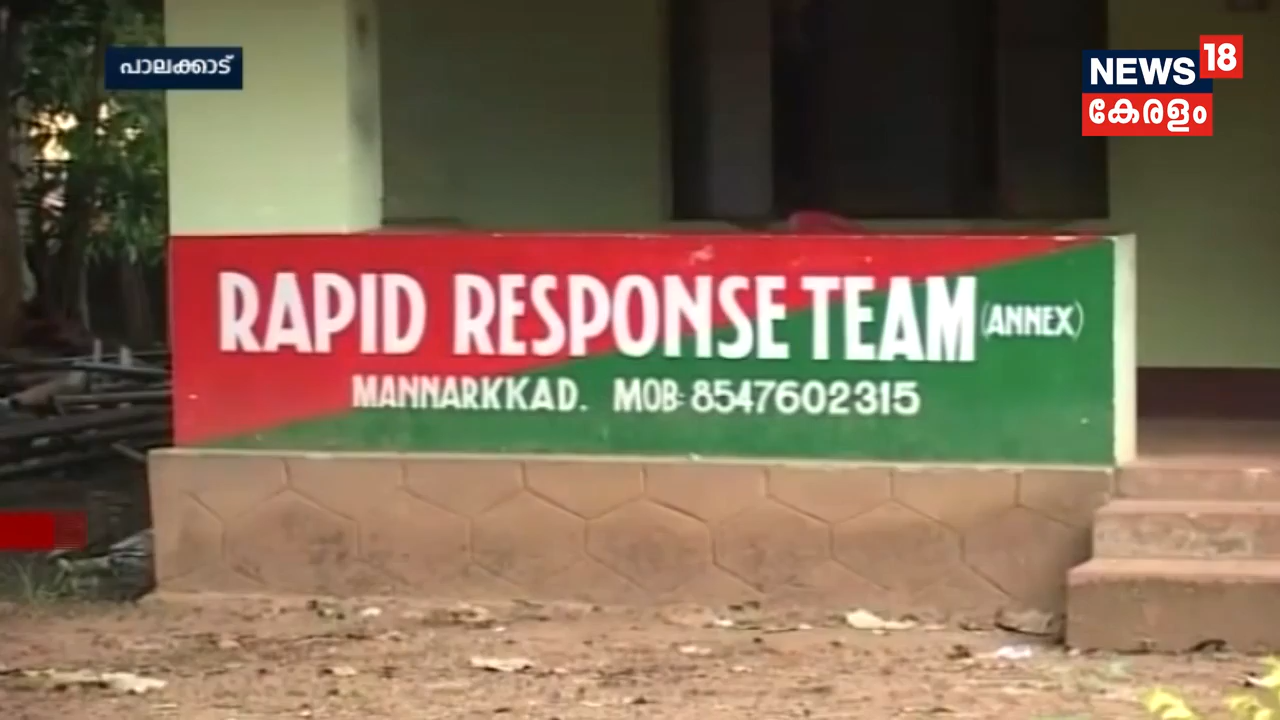 പാലക്കാട്
NEWS 18
കേരളം
RAPID RESPONSE TEAM (ANNEX)
MANNARKKAD. MOB:8547602315